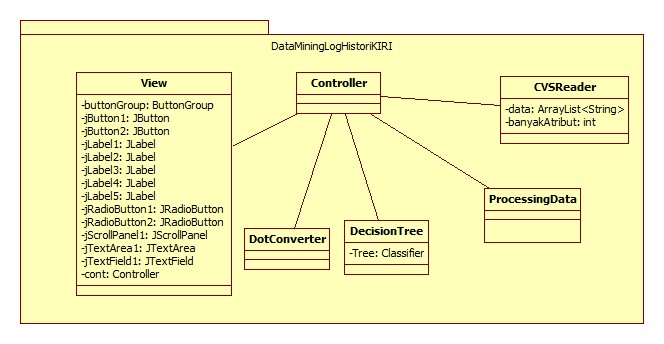 DataMiningLogHistoriKIRI
View
-buttonGroup: ButtonGroup
-jButton1: JButton
-jButton2: JButton
-jLabel1: JLabel
-jLabel2: JLabel
-jLabel3: JLabel
-jLabel4: JLabel
-jLabel5: JLabel
-jRadioButton1: JRadioButton
-jRadioButton2: JRadioButton
-jScrollPanel1: JScrollPanel
-jTextArea1: JTextArea
-jTextField1: JTextField
-cont: Controller
Controller
CVSReader
-data: ArrayList<String>
-banyakAtribut: int
DotConverter
DecisionTree
-Tree: Classifier
ProcessingData